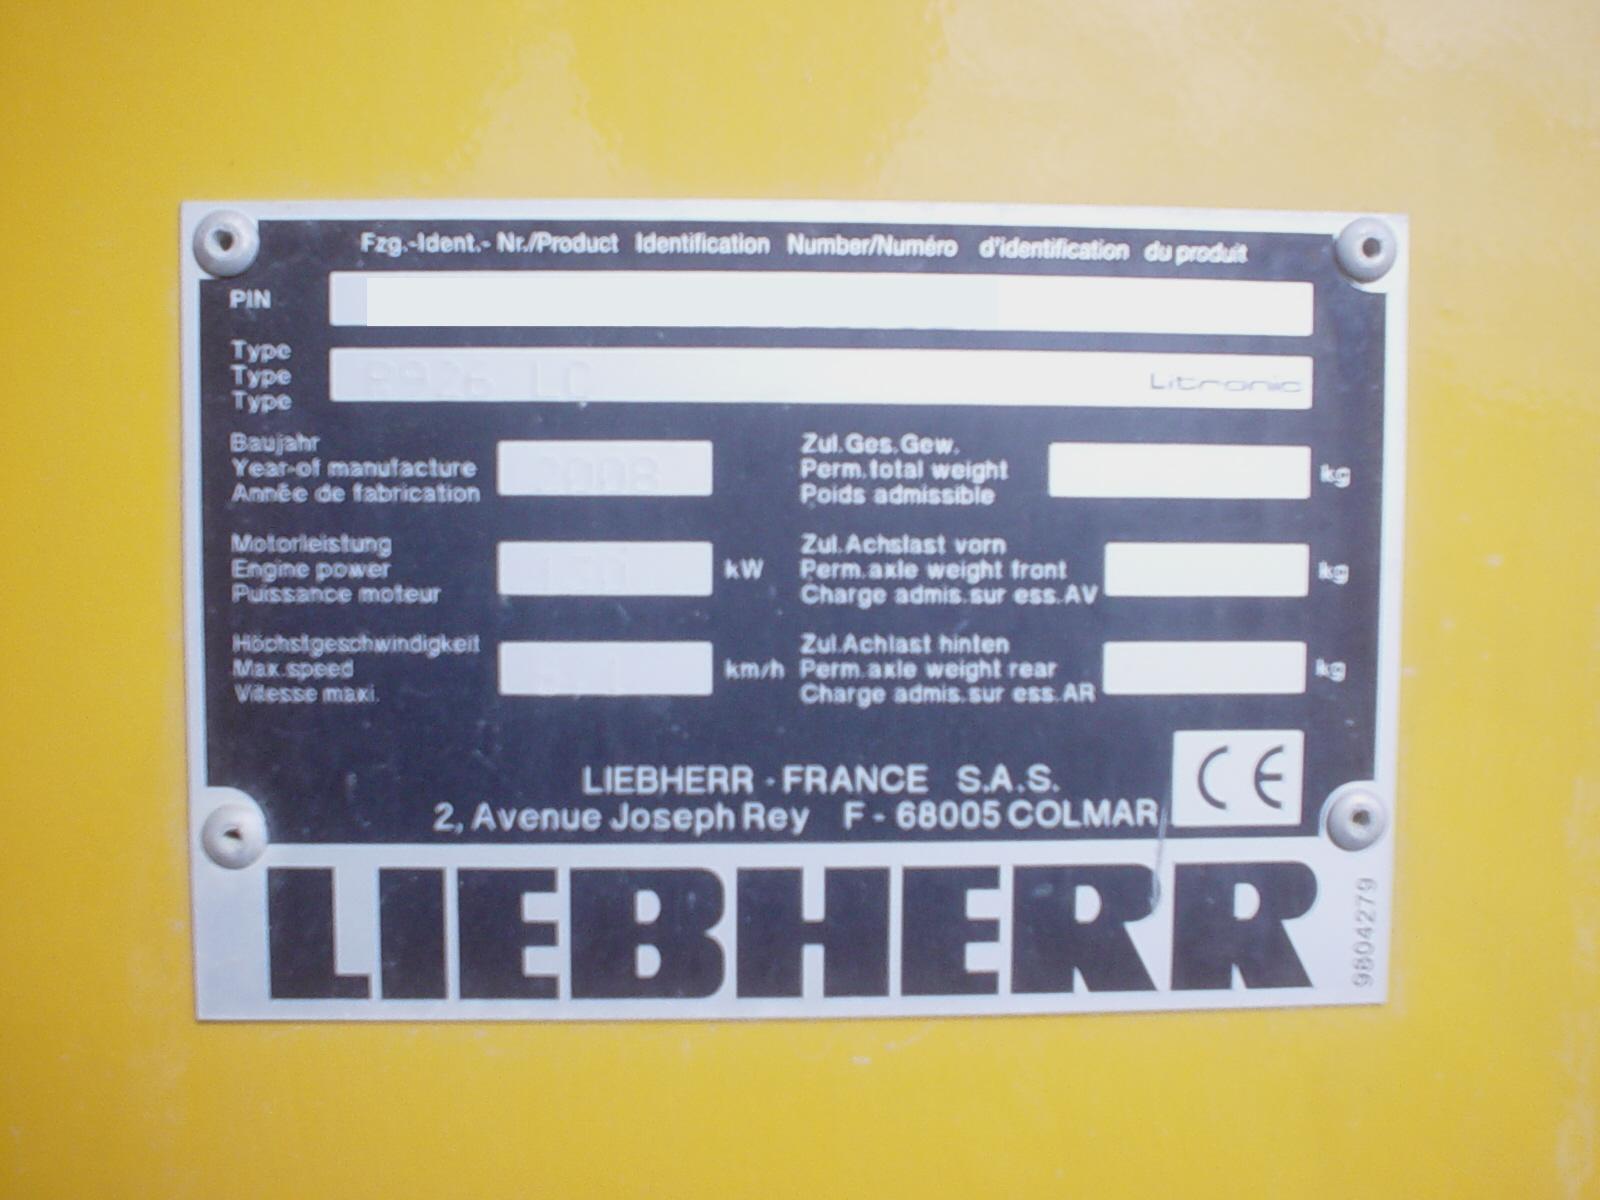 Fzg.-Ident.- Nr./Product Identification Number/Numéro d'identification du produit
PIN
Type
Type
Type
R926 LC
Litronic
Baujahr
Year of manufacture
Année de fabrication
2008
Zul.Ges.Gew.
Perm.total weight
Poids admissible
kg
Motorleistung
Engine power
Puissance moteur
kW
Zul.Achslast vorn
Perm.axle weight front
Charge admis.sur ess.AV
kg
Höchstgeschwindigkeit
Max.speed
Vitesse maxi.
km/h
Zul.Achlast hinten
Perm.axle weight rear
Charge admis.sur ess.AR
kg
CE
LIEBHERR - FRANCE S.A.S.
2, Avenue Joseph Rey F - 68005 COLMAR
LIEBHERR
9804279